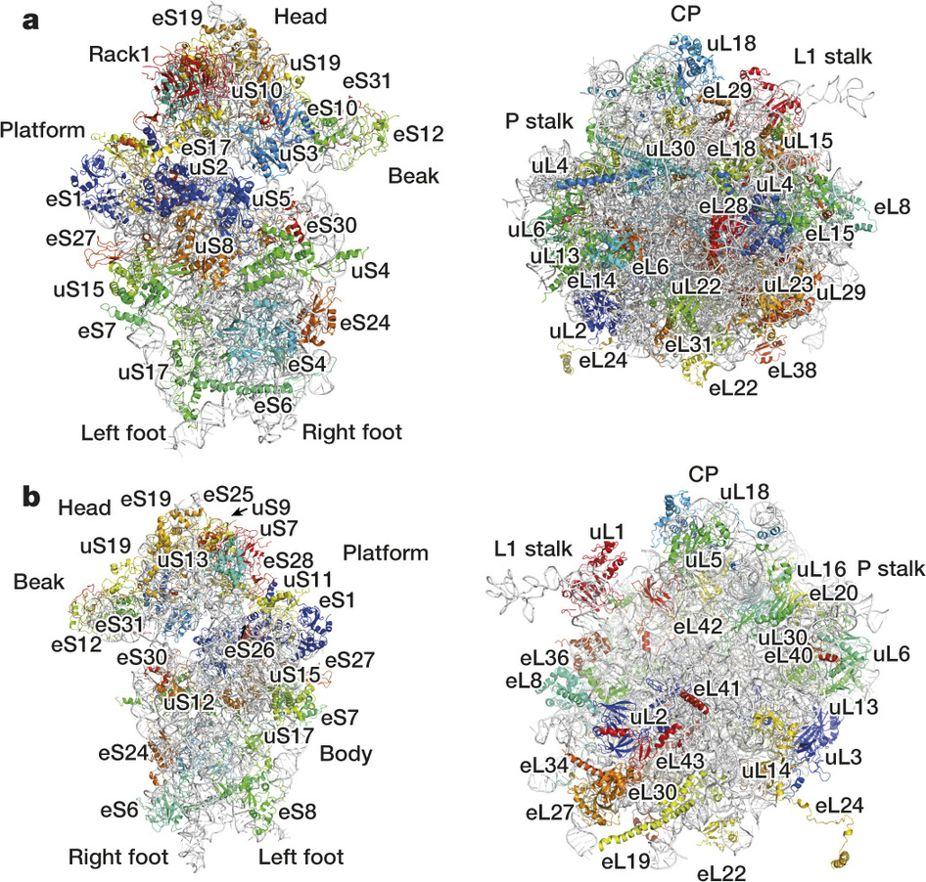 a
eS19
Head
Rack1
uS19
eS31
uS10
eS10
Platform
eS12
eS17
uS3
uS2
Beak
eS1
uS5
eS30
eS27
uS8
uS4
uS15
eS7
eS24
uS17
eS4
eS6
Left foot
Right foot
CP
uL18
L1 stalk
eL29
P stalk
uL30
eL18
uL15
uL4
uL4
eL28
eL8
uL6
eL15
uL13
eL14
eL6
uL22
uL23
uL29
uL2
eL31
eL24
eL38
eL22
b
Head
eS19
eS25
uS9
uS7
uS19
uS13
eS28
Platform
Beak
uS11
eS1
eS31
eS12
eS26
eS30
eS27
uS15
uS12
eS7
uS17
eS24
Body
eS6
eS8
Right foot
Left foot
CP
uL18
uL1
L1 stalk
uL5
uL16
P stalk
eL20
eL42
uL30
eL40
uL6
eL36
eL8
eL41
uL2
uL13
eL43
uL3
eL34
uL14
eL30
eL27
eL24
eL19
eL22